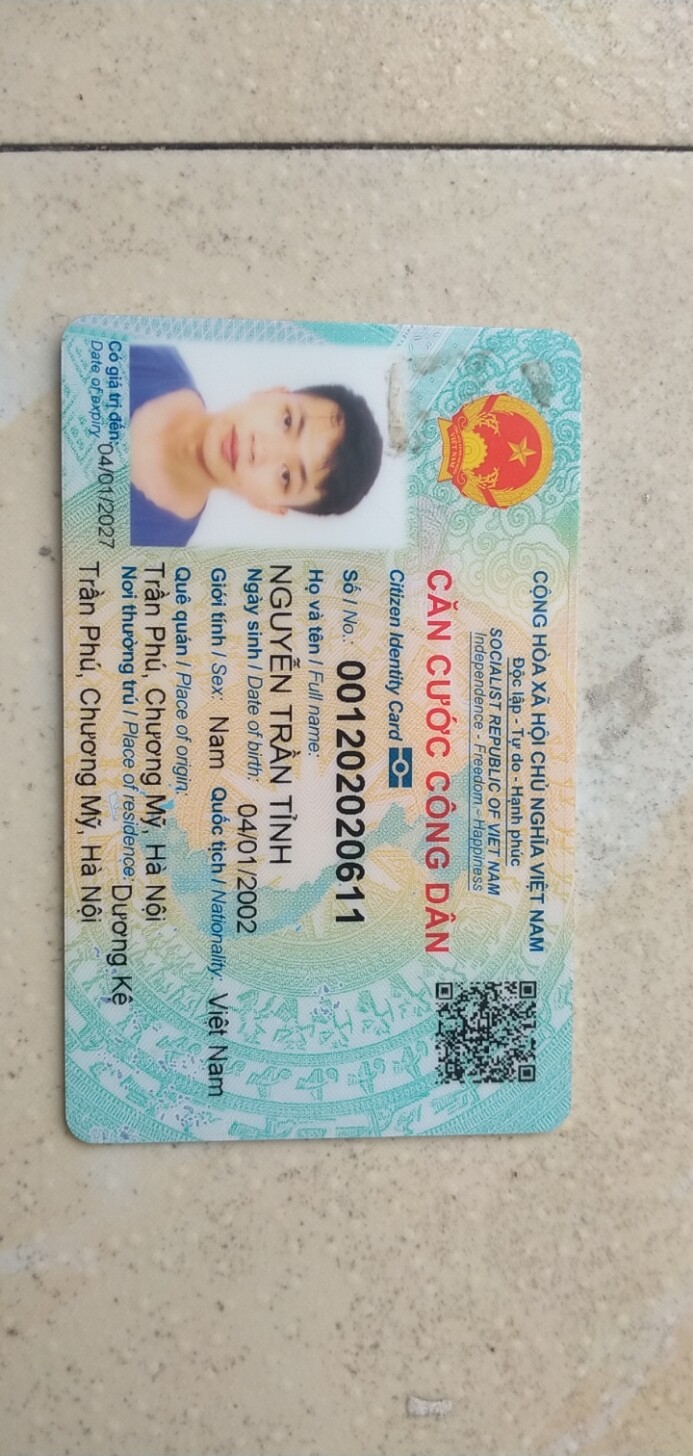 CỘNG HÒA XÃ HỘI CHỦ NGHĨA VIỆT NAM
Độc lập - Tự do - Hạnh phúc
SOCIALIST REPUBLIC OF VIET NAM
Independence - Freedom - Happiness
CĂN CƯỚC CÔNG DÂN
Citizen Identity Card
Số / No.: 001202020611
Họ và tên / Full name:
NGUYỄN TRẦN TỈNH
Ngày sinh / Date of birth: 04/01/2002
Giới tính / Sex: Nam Quốc tịch / Nationality: Việt Nam
Quê quán / Place of origin:
Trần Phú, Chương Mỹ, Hà Nội
Nơi thường trú / Place of residence: Dương Kệ
Trần Phú, Chương Mỹ, Hà Nội
Có giá trị đến: 04/01/2027
Date of expiry